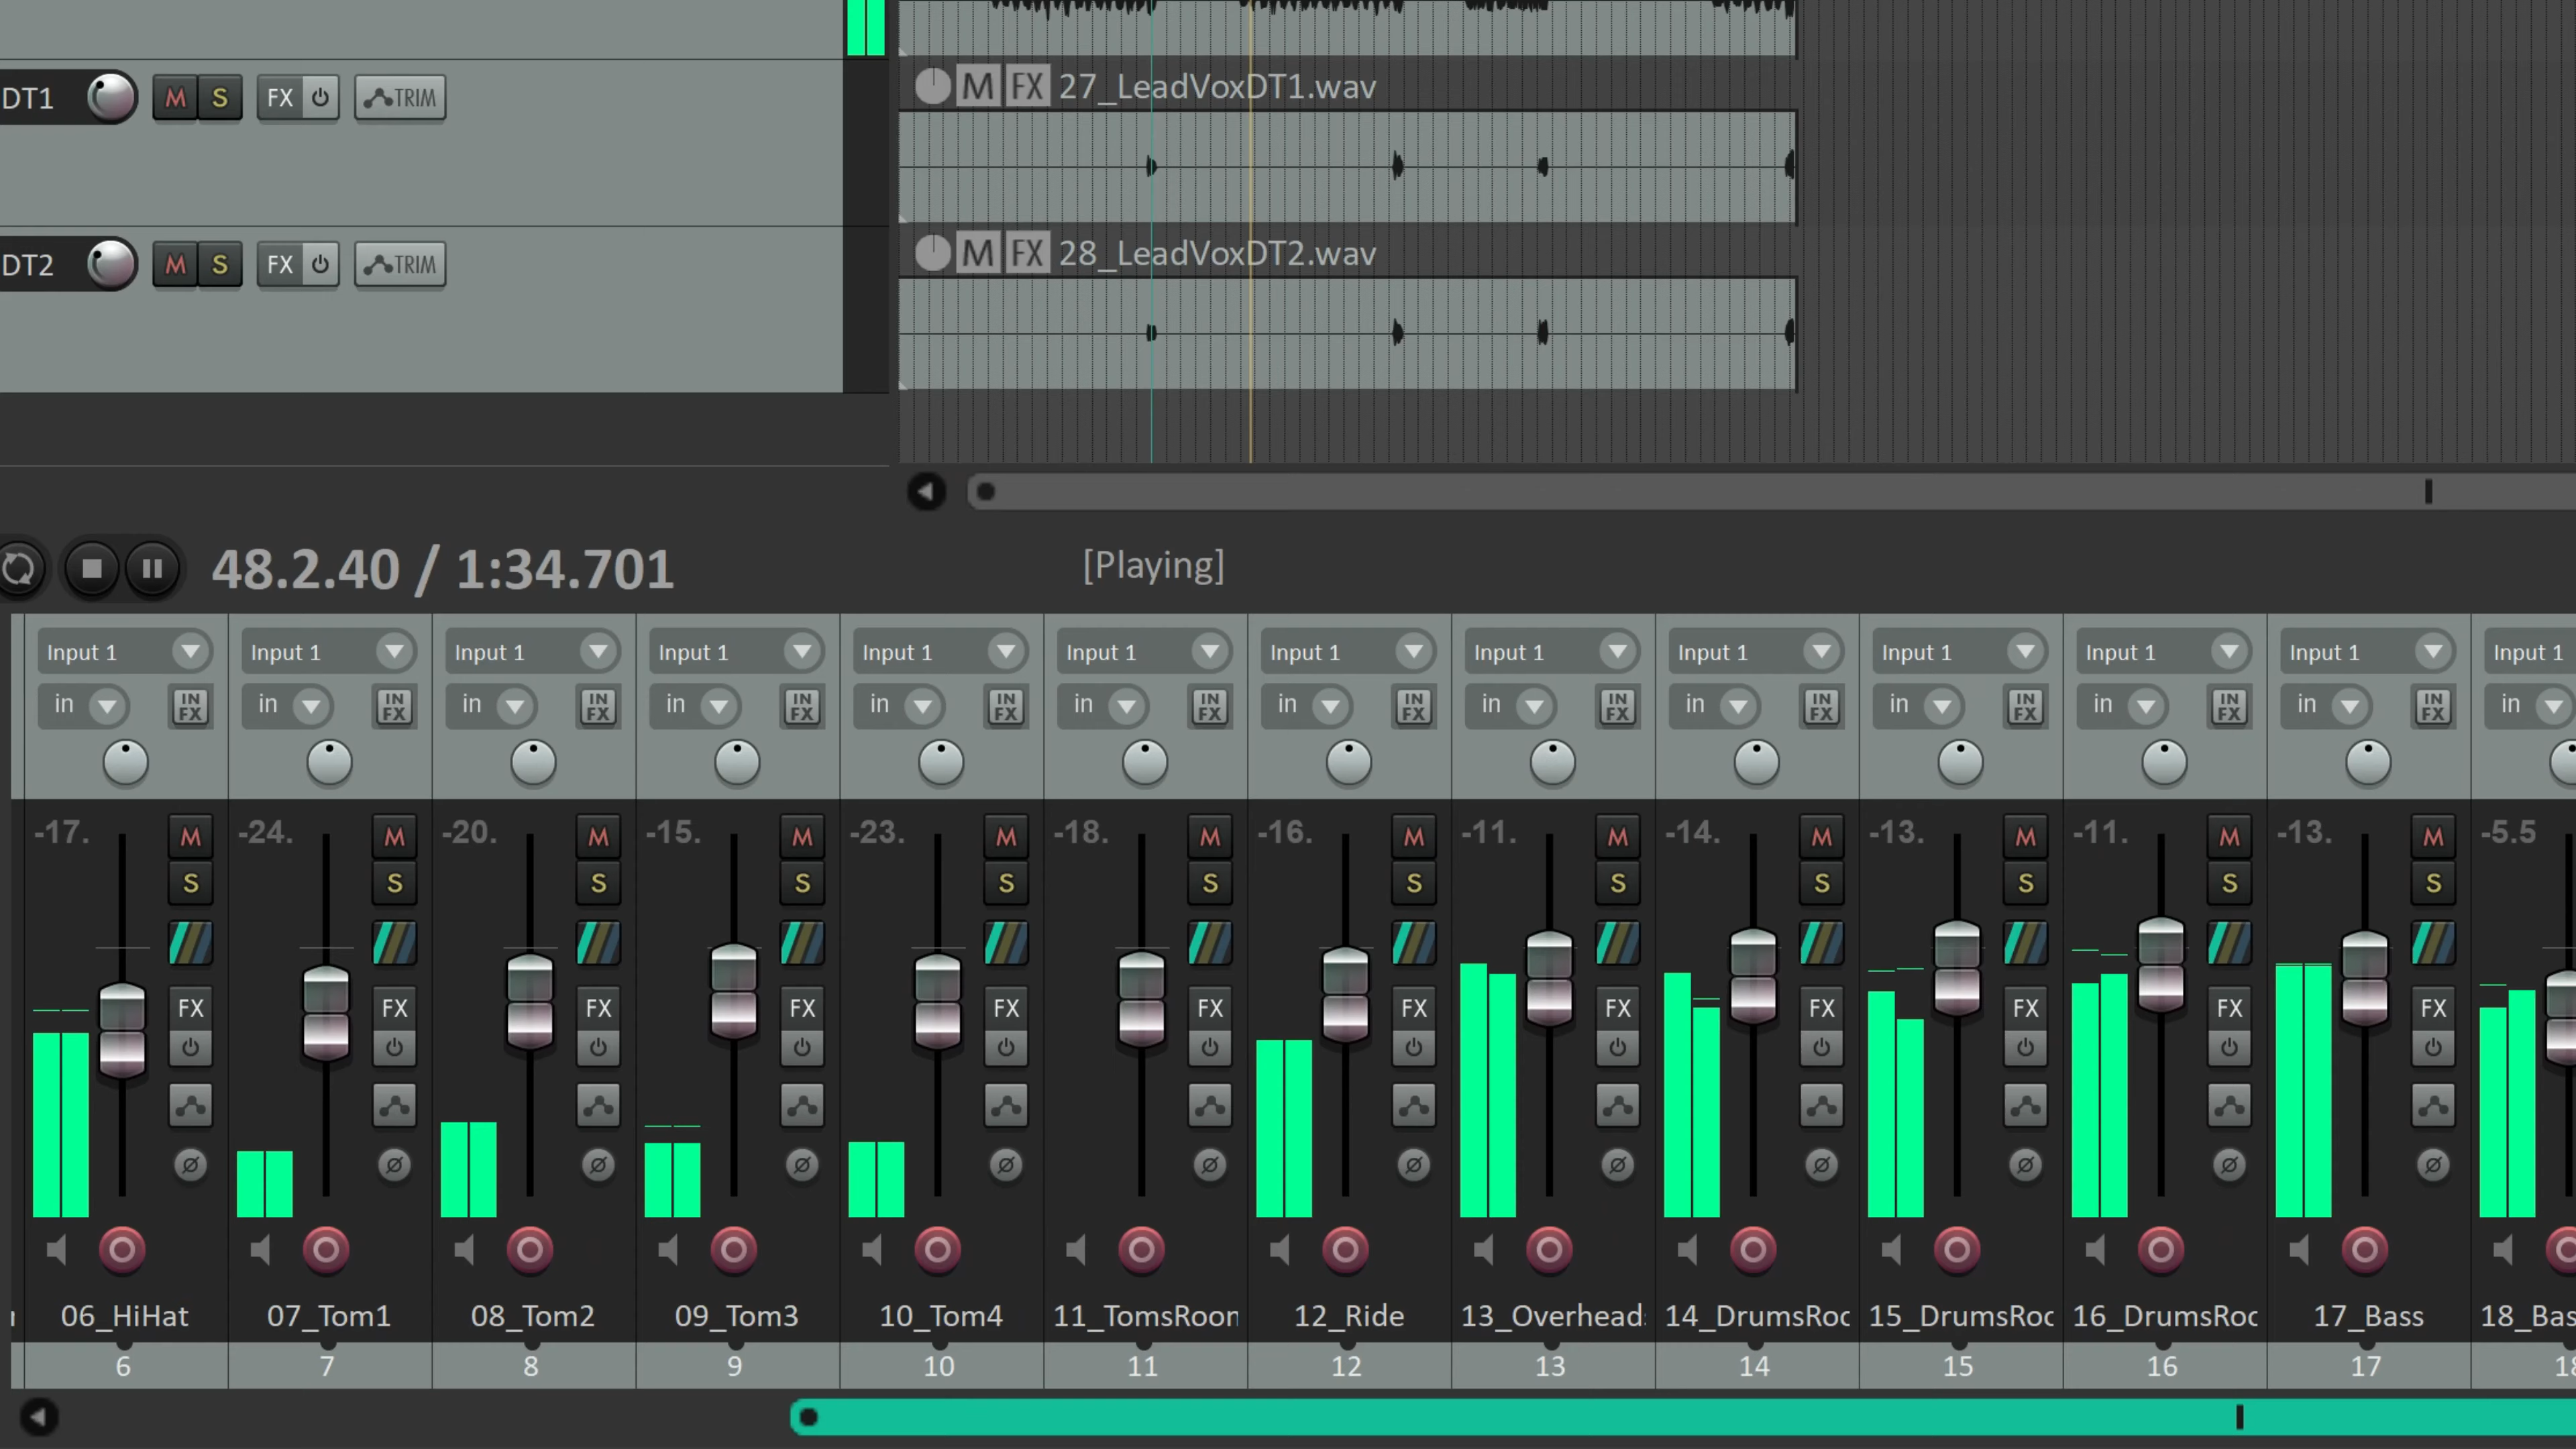 M FX 27_LeadVoxDT1.wav
DT1 M S FX TRIM
M FX 28_LeadVoxDT2.wav
DT2 M S FX TRIM
48.2.40 / 1:34.701 [Playing]
Input 1 Input 1 Input 1 Input 1 Input 1 Input 1 Input 1 Input 1 Input 1 Input 1 Input 1 Input 1 Input 1
in IN FX in IN FX in IN FX in IN FX in IN FX in IN FX in IN FX in IN FX in IN FX in IN FX in IN FX in IN FX in
-17. M -24. M -20. M -15. M -23. M -18. M -16. M -11. M -14. M -13. M -11. M -13. M -5.5
S S S S S S S S S S S S
FX FX FX FX FX FX FX FX FX FX FX FX
06_HiHat 07_Tom1 08_Tom2 09_Tom3 10_Tom4 11_TomsRoon 12_Ride 13_Overhead 14_DrumsRoc 15_DrumsRoc 16_DrumsRoc 17_Bass 18_Bas
6 7 8 9 10 11 12 13 14 15 16 17 18